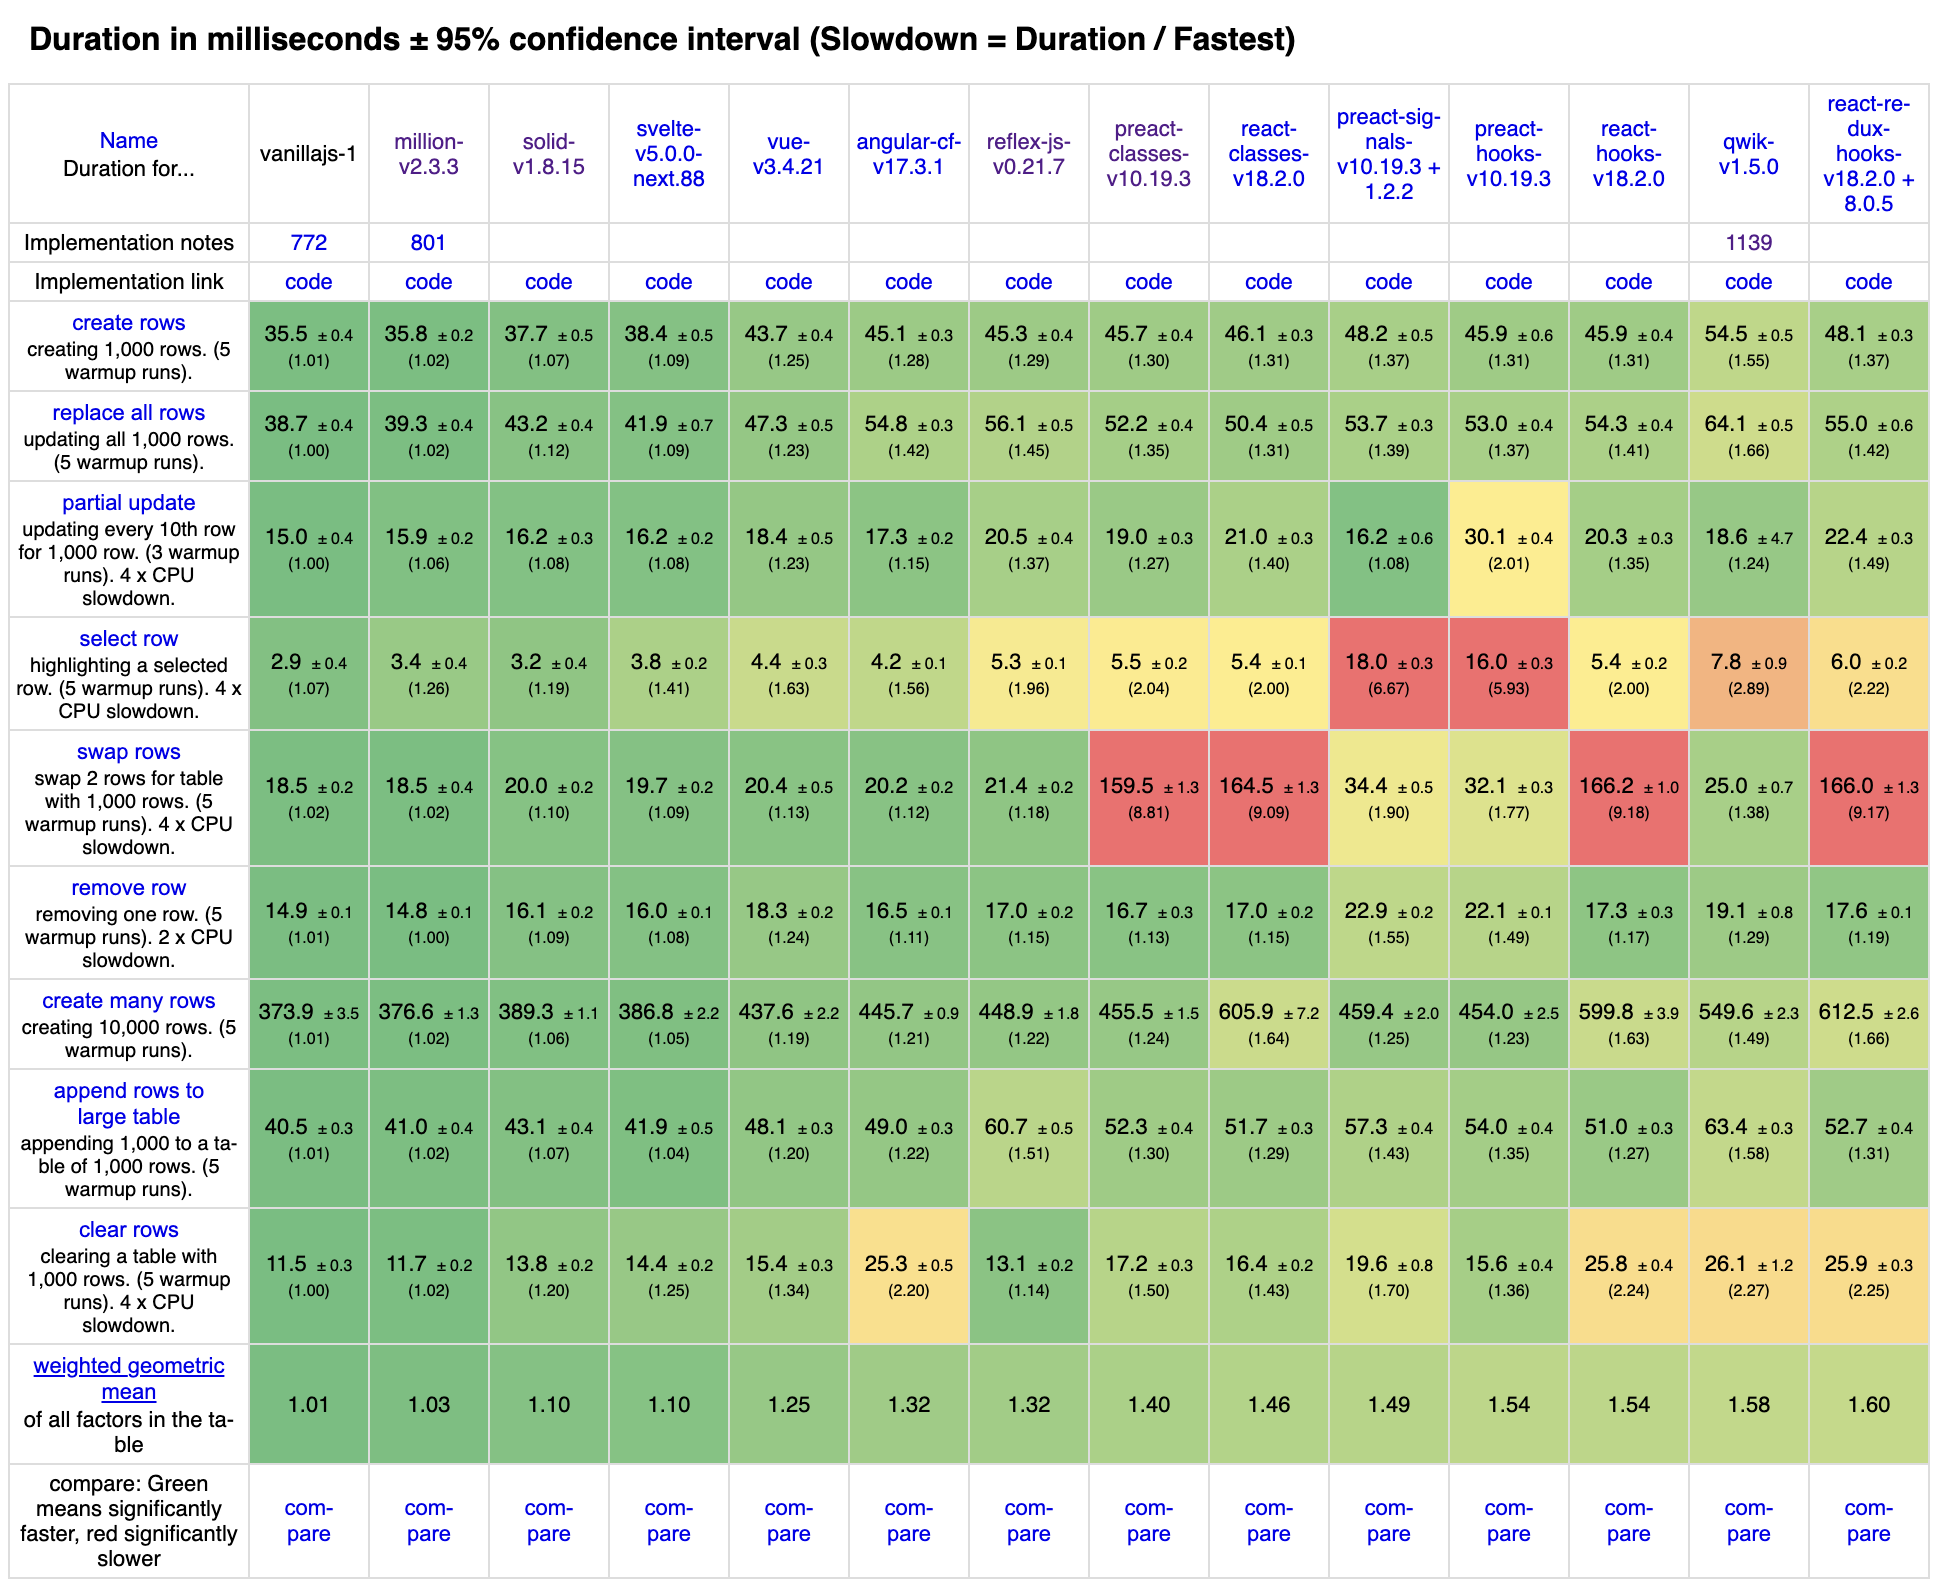 Duration in milliseconds ± 95% confidence interval (Slowdown = Duration / Fastest)
Name
Duration for...
vanillajs-1
million-
v2.3.3
solid-
v1.8.15
svelte-
v5.0.0-
next.88
vue-
v3.4.21
angular-cf-
v17.3.1
reflex-js-
v0.21.7
preact-
classes-
v10.19.3
react-
classes-
v18.2.0
preact-sig-
nals-
v10.19.3 +
1.2.2
preact-
hooks-
v10.19.3
react-
hooks-
v18.2.0
qwik-
v1.5.0
react-re-
dux-
hooks-
v18.2.0 +
8.0.5
Implementation notes 772 801 1139
Implementation link code code code code code code code code code code code code code code
create rows
creating 1,000 rows. (5
warmup runs).
35.5 ± 0.4 35.8 ± 0.2 37.7 ± 0.5 38.4 ± 0.5 43.7 ± 0.4 45.1 ± 0.3 45.3 ± 0.4 45.7 ± 0.4 46.1 ± 0.3 48.2 ± 0.5 45.9 ± 0.6 45.9 ± 0.4 54.5 ± 0.5 48.1 ± 0.3
(1.01) (1.02) (1.07) (1.09) (1.25) (1.28) (1.29) (1.30) (1.31) (1.37) (1.31) (1.31) (1.55) (1.37)
replace all rows
updating all 1,000 rows.
(5 warmup runs).
38.7 ± 0.4 39.3 ± 0.4 43.2 ± 0.4 41.9 ± 0.7 47.3 ± 0.5 54.8 ± 0.3 56.1 ± 0.5 52.2 ± 0.4 50.4 ± 0.5 53.7 ± 0.3 53.0 ± 0.4 54.3 ± 0.4 64.1 ± 0.5 55.0 ± 0.6
(1.00) (1.02) (1.12) (1.09) (1.23) (1.42) (1.45) (1.35) (1.31) (1.39) (1.37) (1.41) (1.66) (1.42)
partial update
updating every 10th row
for 1,000 row. (3 warmup
runs). 4 x CPU
slowdown.
15.0 ± 0.4 15.9 ± 0.2 16.2 ± 0.3 16.2 ± 0.2 18.4 ± 0.5 17.3 ± 0.2 20.5 ± 0.4 19.0 ± 0.3 21.0 ± 0.3 16.2 ± 0.6 30.1 ± 0.4 20.3 ± 0.3 18.6 ± 4.7 22.4 ± 0.3
(1.00) (1.06) (1.08) (1.08) (1.23) (1.15) (1.37) (1.27) (1.40) (1.08) (2.01) (1.35) (1.24) (1.49)
select row
highlighting a selected
row. (5 warmup runs). 4 x
CPU slowdown.
2.9 ± 0.4 3.4 ± 0.4 3.2 ± 0.4 3.8 ± 0.2 4.4 ± 0.3 4.2 ± 0.1 5.3 ± 0.1 5.5 ± 0.2 5.4 ± 0.1 18.0 ± 0.3 16.0 ± 0.3 5.4 ± 0.2 7.8 ± 0.9 6.0 ± 0.2
(1.07) (1.26) (1.19) (1.41) (1.63) (1.56) (1.96) (2.04) (2.00) (6.67) (5.93) (2.00) (2.89) (2.22)
swap rows
swap 2 rows for table
with 1,000 rows. (5
warmup runs). 4 x CPU
slowdown.
18.5 ± 0.2 18.5 ± 0.4 20.0 ± 0.2 19.7 ± 0.2 20.4 ± 0.5 20.2 ± 0.2 21.4 ± 0.2 159.5 ± 1.3 164.5 ± 1.3 34.4 ± 0.5 32.1 ± 0.3 166.2 ± 1.0 25.0 ± 0.7 166.0 ± 1.3
(1.02) (1.02) (1.10) (1.09) (1.13) (1.12) (1.18) (8.81) (9.09) (1.90) (1.77) (9.18) (1.38) (9.17)
remove row
removing one row. (5
warmup runs). 2 x CPU
slowdown.
14.9 ± 0.1 14.8 ± 0.1 16.1 ± 0.2 16.0 ± 0.1 18.3 ± 0.2 16.5 ± 0.1 17.0 ± 0.2 16.7 ± 0.3 17.0 ± 0.2 22.9 ± 0.2 22.1 ± 0.1 17.3 ± 0.3 19.1 ± 0.8 17.6 ± 0.1
(1.01) (1.00) (1.09) (1.08) (1.24) (1.11) (1.15) (1.13) (1.15) (1.55) (1.49) (1.17) (1.29) (1.19)
create many rows
creating 10,000 rows. (5
warmup runs).
373.9 ± 3.5 376.6 ± 1.3 389.3 ± 1.1 386.8 ± 2.2 437.6 ± 2.2 445.7 ± 0.9 448.9 ± 1.8 455.5 ± 1.5 605.9 ± 7.2 459.4 ± 2.0 454.0 ± 2.5 599.8 ± 3.9 549.6 ± 2.3 612.5 ± 2.6
(1.01) (1.02) (1.06) (1.05) (1.19) (1.21) (1.22) (1.24) (1.64) (1.25) (1.23) (1.63) (1.49) (1.66)
append rows to
large table
appending 1,000 to a ta-
ble of 1,000 rows. (5
warmup runs).
40.5 ± 0.3 41.0 ± 0.4 43.1 ± 0.4 41.9 ± 0.5 48.1 ± 0.3 49.0 ± 0.3 60.7 ± 0.5 52.3 ± 0.4 51.7 ± 0.3 57.3 ± 0.4 54.0 ± 0.4 51.0 ± 0.3 63.4 ± 0.3 52.7 ± 0.4
(1.01) (1.02) (1.07) (1.04) (1.20) (1.22) (1.51) (1.30) (1.29) (1.43) (1.35) (1.27) (1.58) (1.31)
clear rows
clearing a table with
1,000 rows. (5 warmup
runs). 4 x CPU
slowdown.
11.5 ± 0.3 11.7 ± 0.2 13.8 ± 0.2 14.4 ± 0.2 15.4 ± 0.3 25.3 ± 0.5 13.1 ± 0.2 17.2 ± 0.3 16.4 ± 0.2 19.6 ± 0.8 15.6 ± 0.4 25.8 ± 0.4 26.1 ± 1.2 25.9 ± 0.3
(1.00) (1.02) (1.20) (1.25) (1.34) (2.20) (1.14) (1.50) (1.43) (1.70) (1.36) (2.24) (2.27) (2.25)
weighted geometric
mean
of all factors in the ta-
ble
1.01 1.03 1.10 1.10 1.25 1.32 1.32 1.40 1.46 1.49 1.54 1.54 1.58 1.60
compare: Green
means significantly
faster, red significantly
slower
com- com- com- com- com- com- com- com- com- com- com- com- com- com-
pare pare pare pare pare pare pare pare pare pare pare pare pare pare